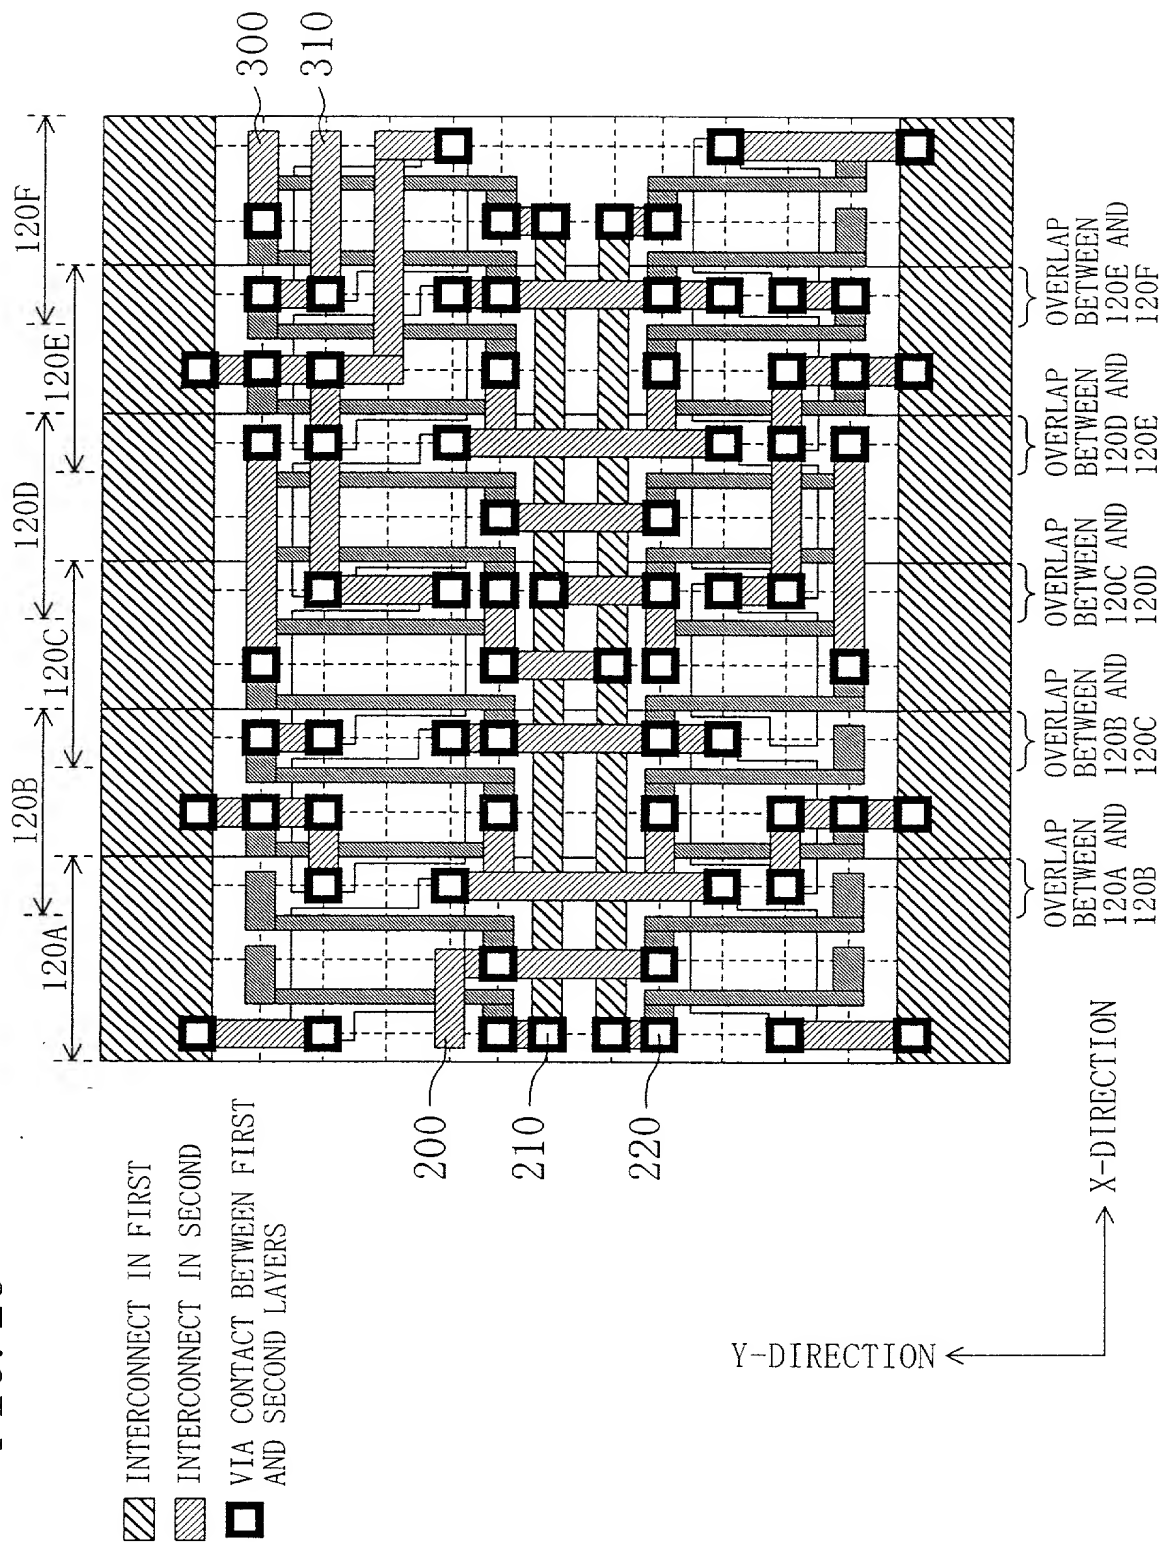 120A
120B
120C
120D
120E
120F
300
310
200
210
220
OVERLAP
BETWEEN
120A AND
120B
OVERLAP
BETWEEN
120B AND
120C
OVERLAP
BETWEEN
120C AND
120D
OVERLAP
BETWEEN
120D AND
120E
OVERLAP
BETWEEN
120E AND
120F
INTERCONNECT IN FIRST
INTERCONNECT IN SECOND
VIA CONTACT BETWEEN FIRST
AND SECOND LAYERS
Y-DIRECTION
X-DIRECTION